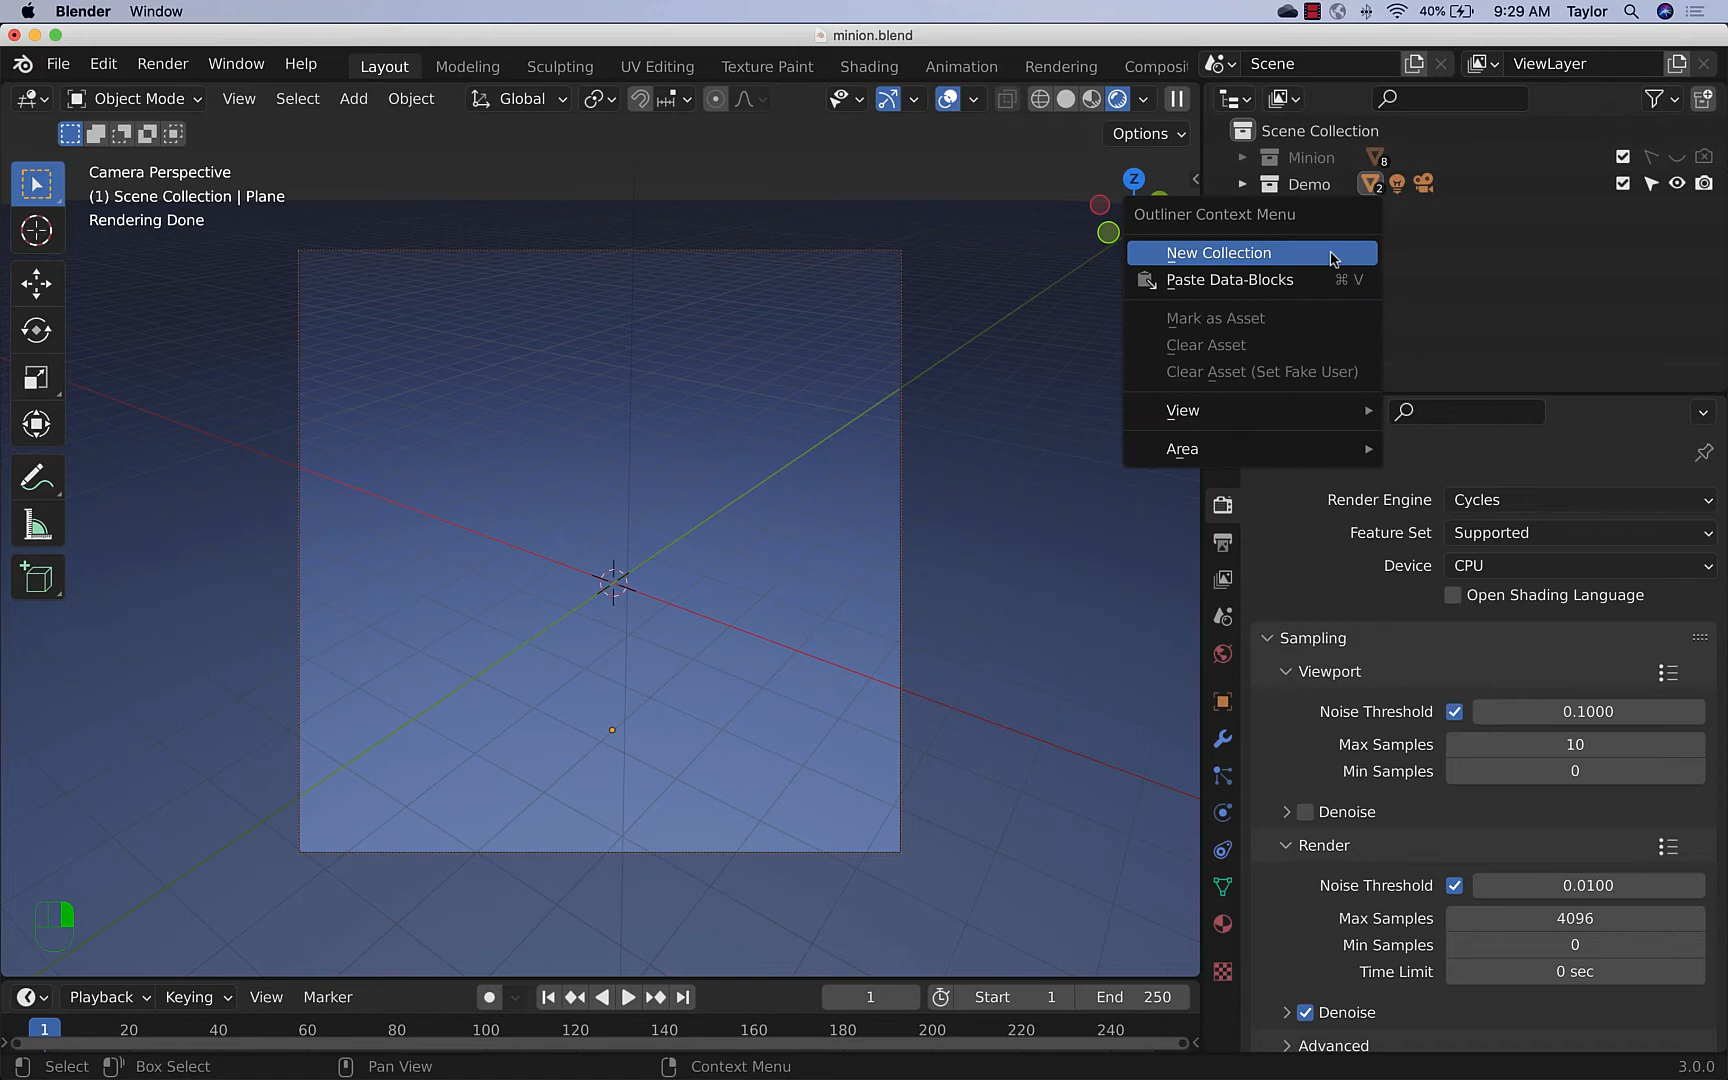 Blender Window 40% 9:29 AM Taylor
minion.blend
File Edit Render Window Help Layout Modeling Sculpting UV Editing Texture Paint Shading Animation Rendering Composit Scene ViewLayer
Object Mode View Select Add Object Global
Options
Camera Perspective
(1) Scene Collection | Plane
Rendering Done
Z
Scene Collection
Minion 8
Demo 2
Outliner Context Menu
New Collection
Paste Data-Blocks ⌘ V
Mark as Asset
Clear Asset
Clear Asset (Set Fake User)
View
Area
Render Engine Cycles
Feature Set Supported
Device CPU
Open Shading Language
Sampling
Viewport
Noise Threshold 0.1000
Max Samples 10
Min Samples 0
Denoise
Render
Noise Threshold 0.0100
Max Samples 4096
Min Samples 0
Time Limit 0 sec
Denoise
Advanced
Playback Keying View Marker 1 Start 1 End 250
1 20 40 60 80 100 120 140 160 180 200 220 240
Select Box Select Pan View Context Menu 3.0.0